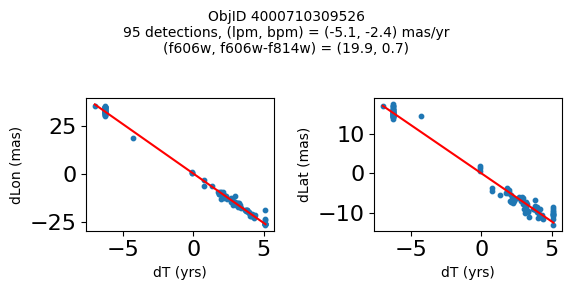 ObjID 4000710309526
95 detections, (lpm, bpm) = (-5.1, -2.4) mas/yr
(f606w, f606w-f814w) = (19.9, 0.7)
dLon (mas)
25
0
−25
−5
0
5
dT (yrs)
dLat (mas)
10
0
−10
−5
0
5
dT (yrs)